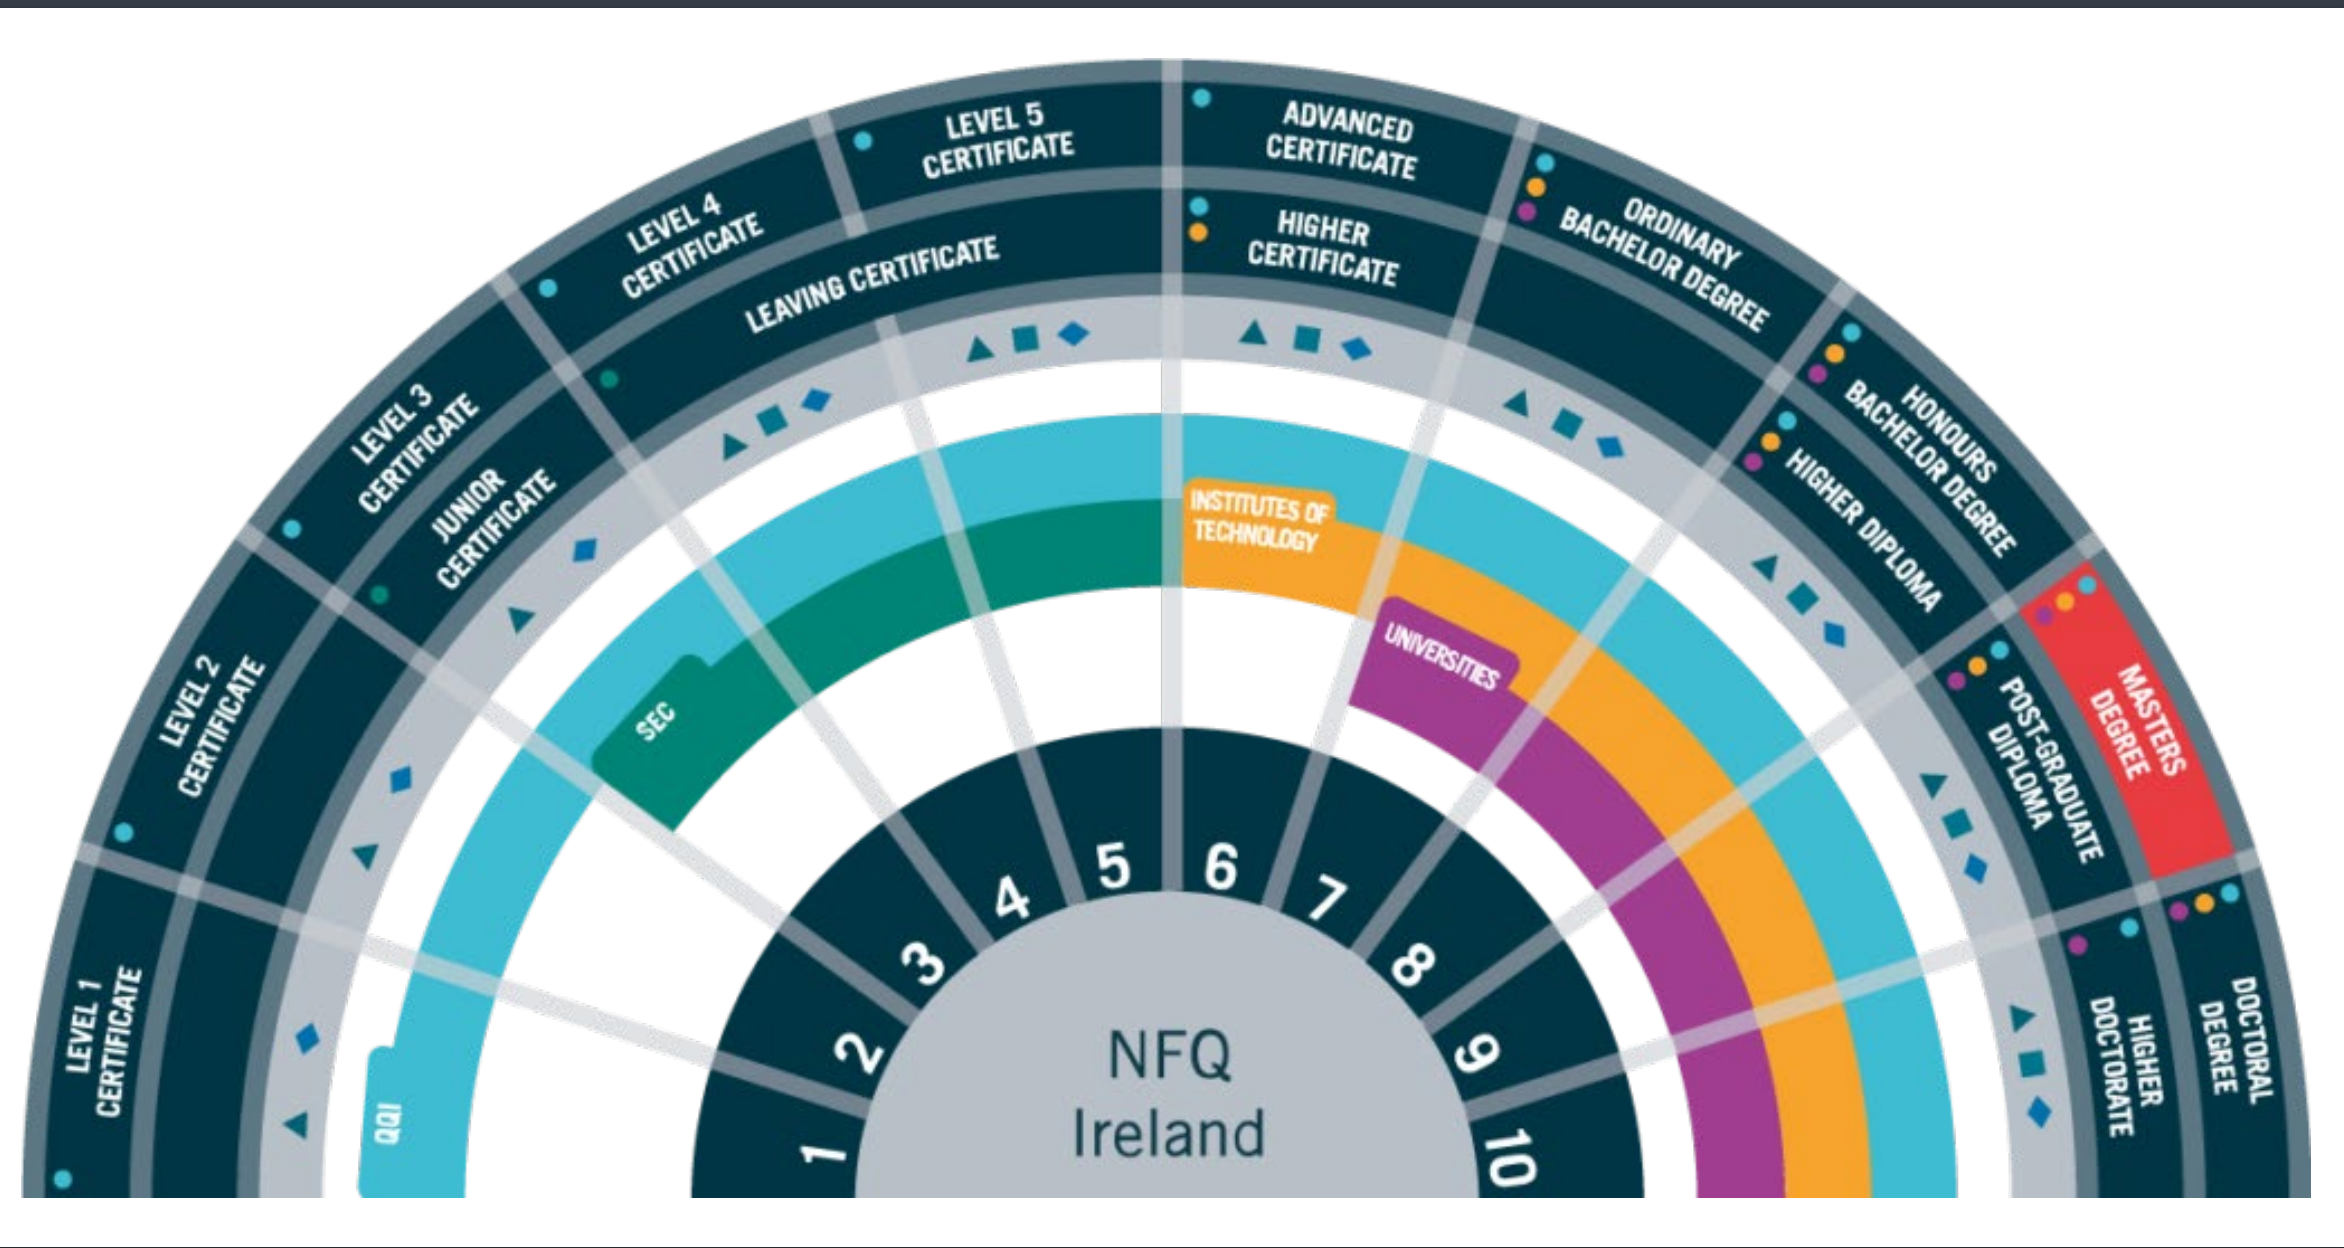 LEVEL 1
CERTIFICATE
LEVEL 2
CERTIFICATE
LEVEL 3
CERTIFICATE
JUNIOR
CERTIFICATE
LEVEL 4
CERTIFICATE
LEVEL 5
CERTIFICATE
LEAVING CERTIFICATE
ADVANCED
CERTIFICATE
HIGHER
CERTIFICATE
ORDINARY
BACHELOR DEGREE
HONOURS
BACHELOR DEGREE
HIGHER DIPLOMA
MASTERS
DEGREE
POST-GRADUATE
DIPLOMA
DOCTORAL
DEGREE
HIGHER
DOCTORATE
QQI
SEC
INSTITUTES OF
TECHNOLOGY
UNIVERSITIES
1
2
3
4
5
6
7
8
9
10
NFQ
Ireland